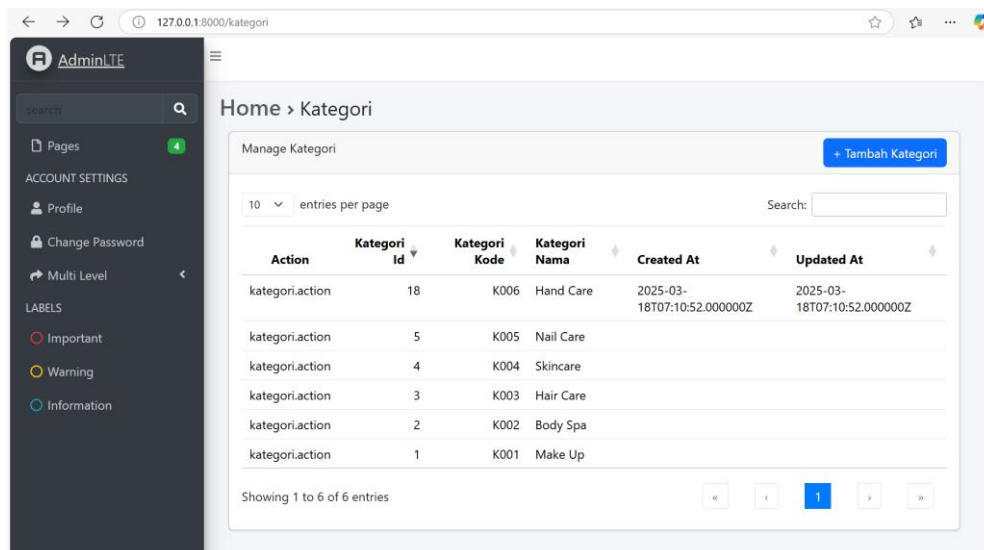 127.0.0.1:8000/kategori
AdminLTE
search
Home › Kategori
Pages 4
ACCOUNT SETTINGS
Profile
Change Password
Multi Level
LABELS
Important
Warning
Information
Manage Kategori
+ Tambah Kategori
10 entries per page
Search:
Action Kategori Id Kategori Kode Kategori Nama Created At Updated At
kategori.action 18 K006 Hand Care 2025-03-18T07:10:52.000000Z 2025-03-18T07:10:52.000000Z
kategori.action 5 K005 Nail Care
kategori.action 4 K004 Skincare
kategori.action 3 K003 Hair Care
kategori.action 2 K002 Body Spa
kategori.action 1 K001 Make Up
Showing 1 to 6 of 6 entries
« ‹ 1 › »